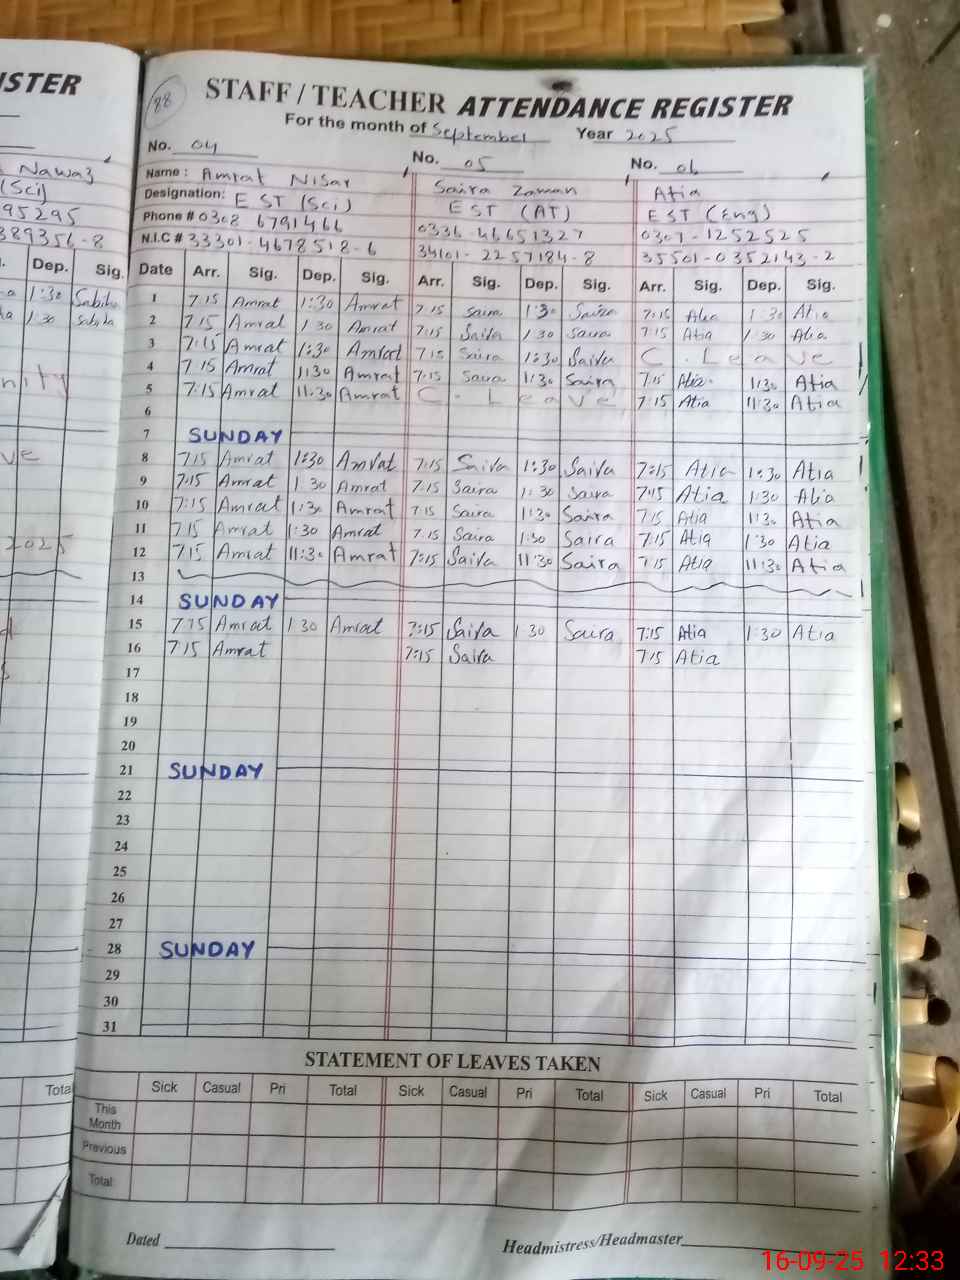 ISTER
Nawaz
(Sci)
95295
389356-8
Dep. Sig.
1:30 Sabiha
1:30 Sabiha
nity
ve
2025
Total
88
STAFF / TEACHER ATTENDANCE REGISTER
For the month of September Year 2025
No. 04 No. 05 No. 06
Name: Amrat Nisar Saira Zaman Atia
Designation: EST (Sci) EST (AT) EST (Eng)
Phone # 0308 6791466 0336-46651327 0307-1252525
N.I.C # 33301-4678518-6 34101-2257184-8 35501-0352143-2
Date Arr. Sig. Dep. Sig. Arr. Sig. Dep. Sig. Arr. Sig. Dep. Sig.
1 7:15 Amrat 1:30 Amrat 7:15 Saira 1:30 Saira 7:15 Atia 1:30 Atia
2 7:15 Amrat 1:30 Amrat 7:15 Saira 1:30 Saira 7:15 Atia 1:30 Atia
3 7:15 Amrat 1:30 Amrat 7:15 Saira 1:30 Saira C. Leave
4 7:15 Amrat 1:30 Amrat 7:15 Saira 1:30 Saira 7:15 Atia 1:30 Atia
5 7:15 Amrat 11:30 Amrat C. Leave 7:15 Atia 11:30 Atia
6
7 SUNDAY
8 7:15 Amrat 1:30 Amrat 7:15 Saira 1:30 Saira 7:15 Atia 1:30 Atia
9 7:15 Amrat 1:30 Amrat 7:15 Saira 1:30 Saira 7:15 Atia 1:30 Atia
10 7:15 Amrat 1:30 Amrat 7:15 Saira 1:30 Saira 7:15 Atia 1:30 Atia
11 7:15 Amrat 1:30 Amrat 7:15 Saira 1:30 Saira 7:15 Atia 1:30 Atia
12 7:15 Amrat 11:30 Amrat 7:15 Saira 11:30 Saira 7:15 Atia 11:30 Atia
13
14 SUNDAY
15 7:15 Amrat 1:30 Amrat 7:15 Saira 1:30 Saira 7:15 Atia 1:30 Atia
16 7:15 Amrat 7:15 Saira 7:15 Atia
17
18
19
20
21 SUNDAY
22
23
24
25
26
27
28 SUNDAY
29
30
31
STATEMENT OF LEAVES TAKEN
Sick Casual Pri Total Sick Casual Pri Total Sick Casual Pri Total
This Month
Previous
Total
Dated Headmistress/Headmaster
16-09-25 12:33